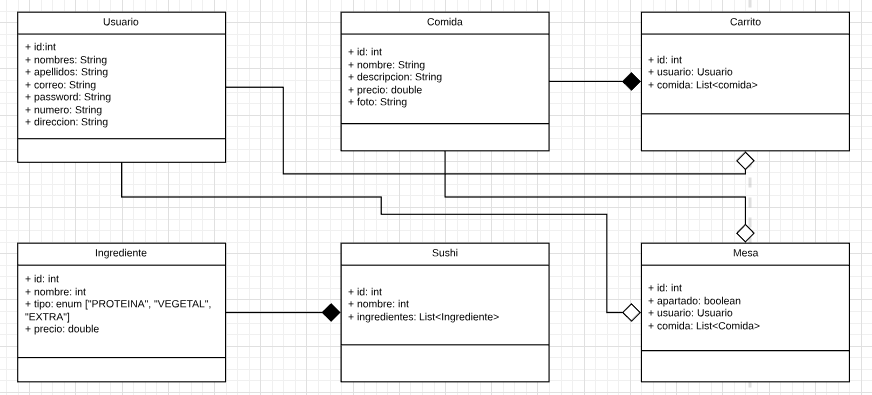 Usuario
+ id:int
+ nombres: String
+ apellidos: String
+ correo: String
+ password: String
+ numero: String
+ direccion: String
Comida
+ id: int
+ nombre: String
+ descripcion: String
+ precio: double
+ foto: String
Carrito
+ id: int
+ usuario: Usuario
+ comida: List<comida>
Ingrediente
+ id: int
+ nombre: int
+ tipo: enum ["PROTEINA", "VEGETAL",
"EXTRA"]
+ precio: double
Sushi
+ id: int
+ nombre: int
+ ingredientes: List<Ingrediente>
Mesa
+ id: int
+ apartado: boolean
+ usuario: Usuario
+ comida: List<Comida>